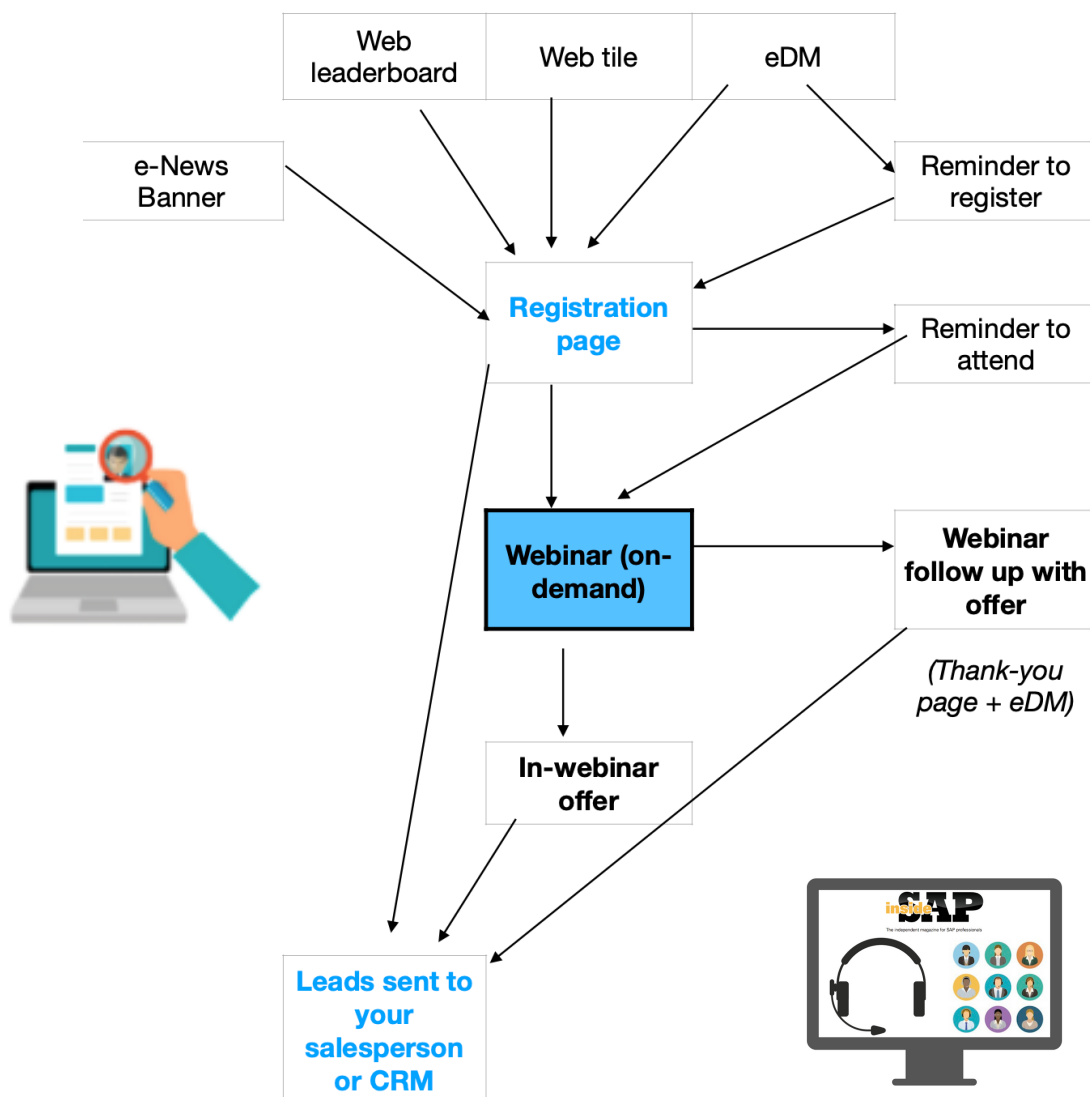 Web
leaderboard
Web tile
eDM
e-News
Banner
Reminder to
register
Registration
page
Reminder to
attend
Webinar (on-
demand)
Webinar
follow up with
offer
(Thank-you
page + eDM)
In-webinar
offer
Leads sent to
your
salesperson
or CRM
inside SAP
The independent magazine for SAP professionals